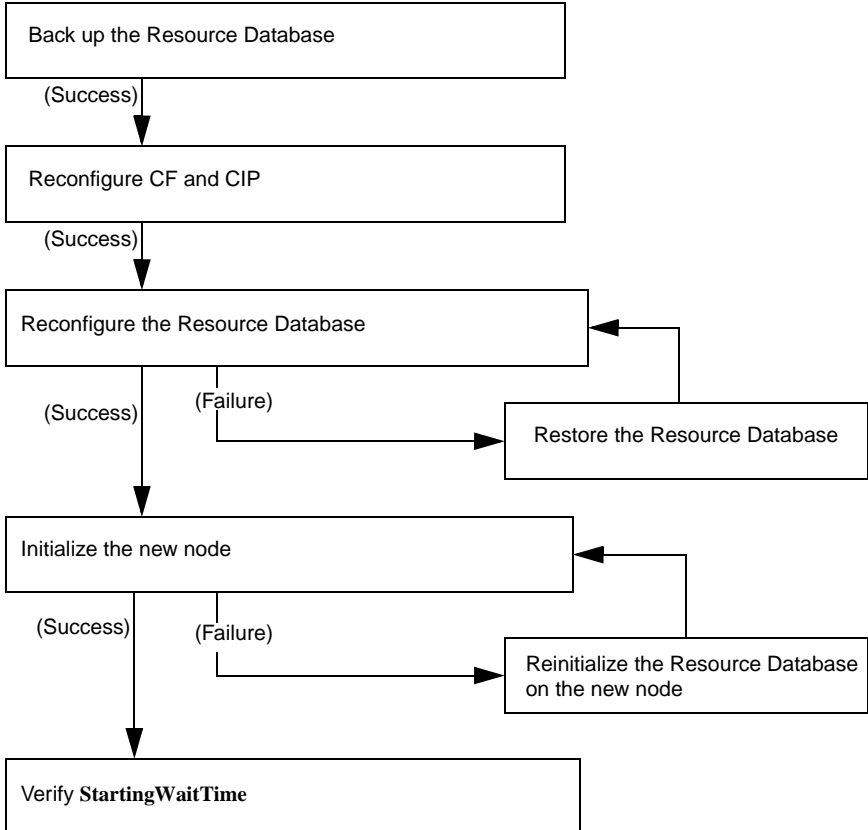 Back up the Resource Database
(Success)
Reconfigure CF and CIP
(Success)
Reconfigure the Resource Database
(Success)
(Failure)
Restore the Resource Database
Initialize the new node
(Success)
(Failure)
Reinitialize the Resource Database
on the new node
Verify StartingWaitTime